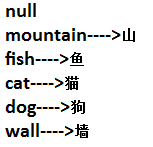 null
mountain---->山
fish---->鱼
cat---->猫
dog---->狗
wall---->墙